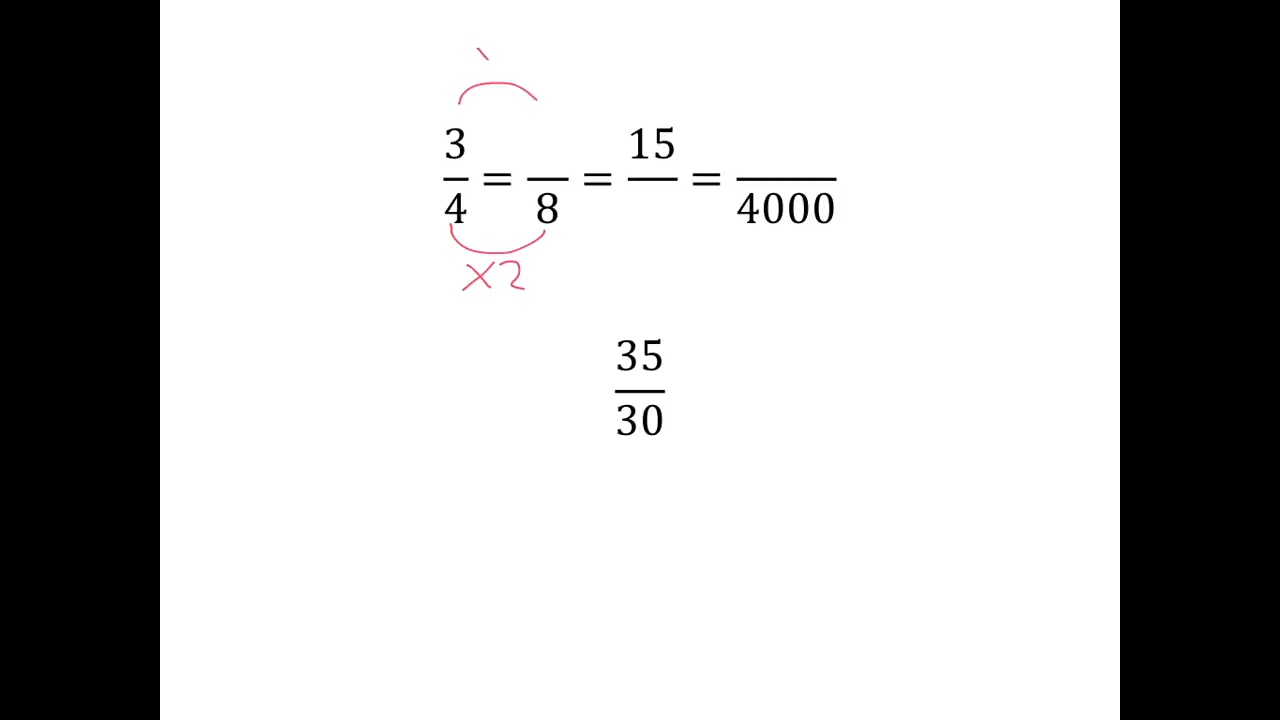 3/4 = /8 = 15/ = /4000
×2
35/30